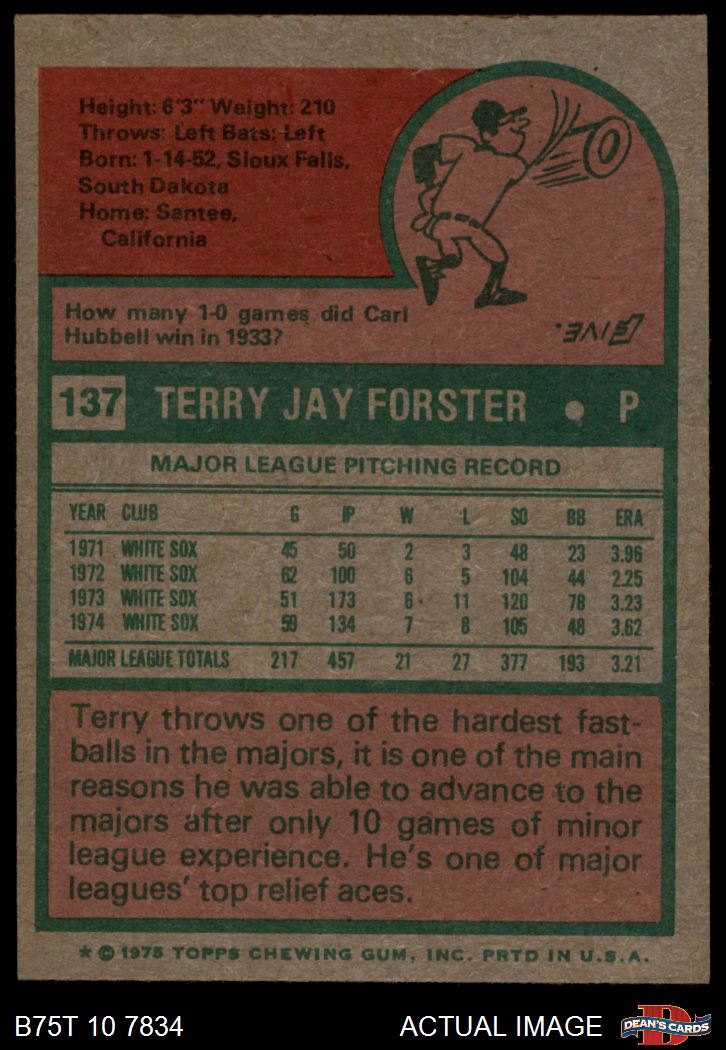 Height: 6'3" Weight: 210
Throws: Left Bats: Left
Born: 1-14-52, Sioux Falls,
South Dakota
Home: Santee,
California
How many 1-0 games did Carl
Hubbell win in 1933?
Five.
137 TERRY JAY FORSTER • P
MAJOR LEAGUE PITCHING RECORD
YEAR CLUB G IP W L SO BB ERA
1971 WHITE SOX 45 50 2 3 48 23 3.96
1972 WHITE SOX 62 100 6 5 104 44 2.25
1973 WHITE SOX 51 173 6 11 120 78 3.23
1974 WHITE SOX 59 134 7 8 105 48 3.62
MAJOR LEAGUE TOTALS 217 457 21 27 377 193 3.21
Terry throws one of the hardest fast-
balls in the majors, it is one of the main
reasons he was able to advance to the
majors after only 10 games of minor
league experience. He's one of major
leagues' top relief aces.
* © 1975 TOPPS CHEWING GUM, INC. PRTD IN U.S.A.
B75T 10 7834 ACTUAL IMAGE DEAN'S CARDS